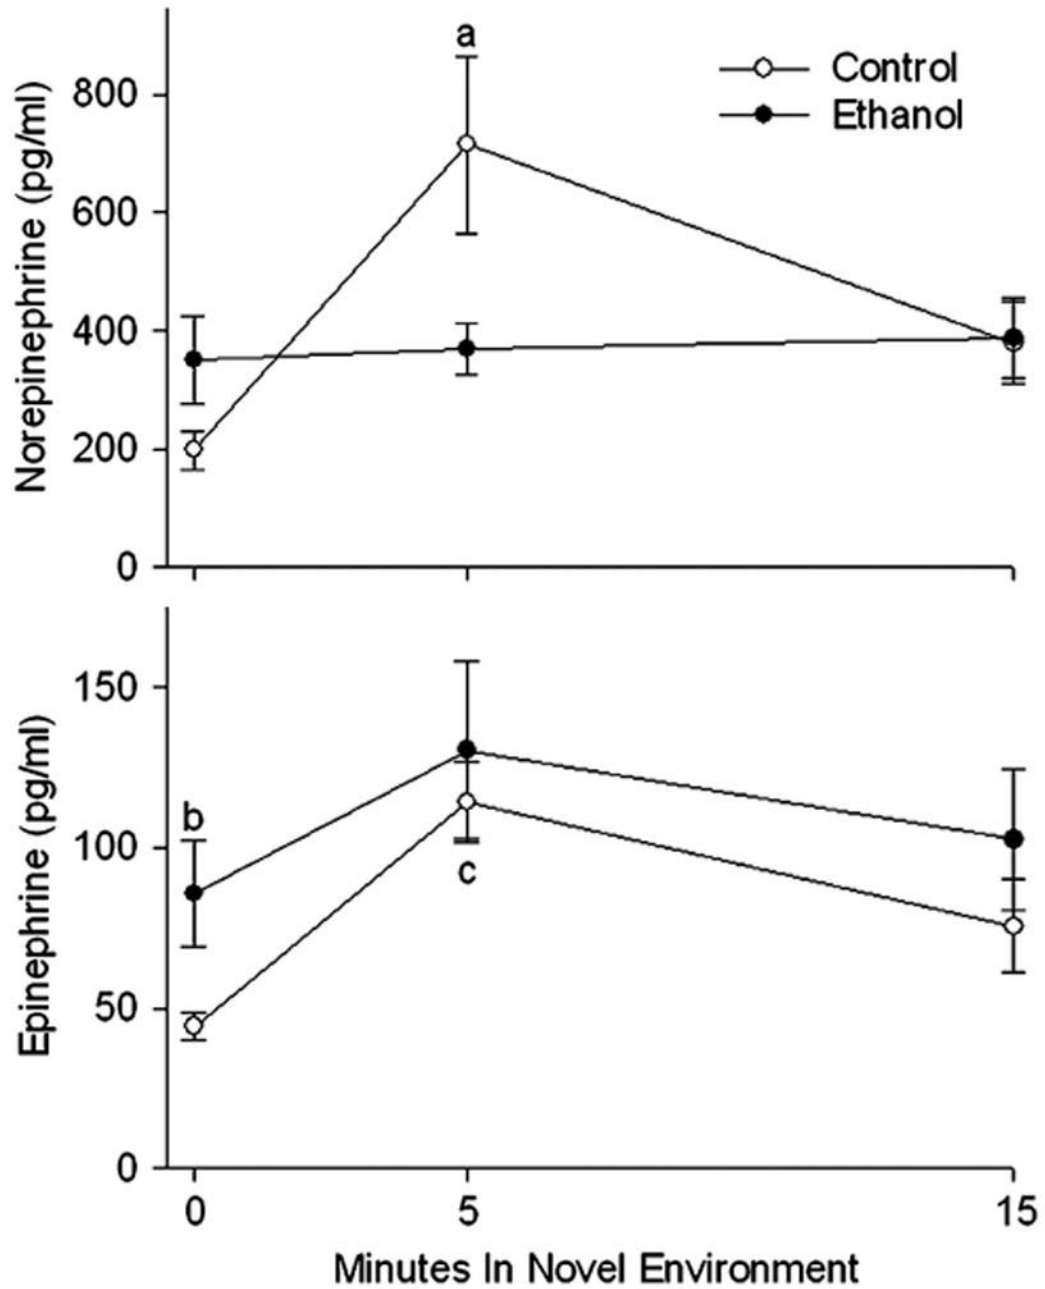 a
Control
Ethanol
Norepinephrine (pg/ml)
800
600
400
200
0
b
c
Epinephrine (pg/ml)
150
100
50
0
0 5 15
Minutes In Novel Environment